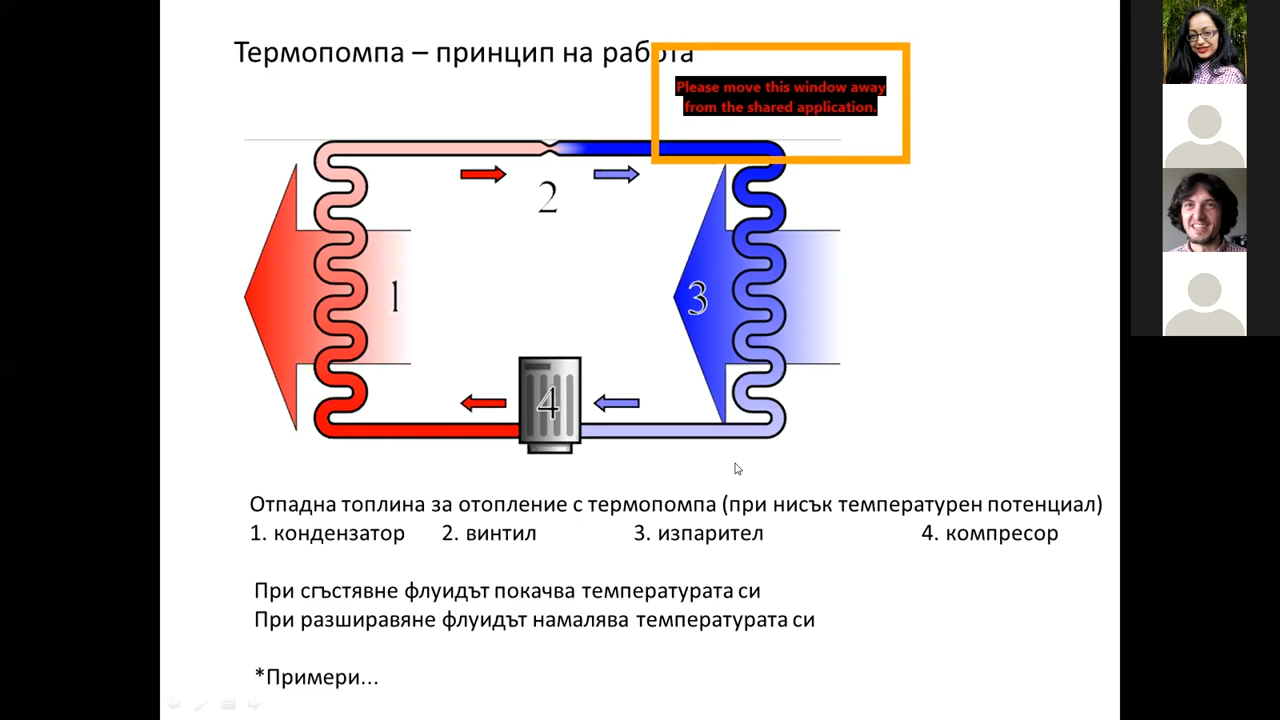 Термопомпа – принцип на работа
Please move this window away
from the shared application.
2
1
3
4
Отпадна топлина за отопление с термопомпа (при нисък температурен потенциал)
1. кондензатор 2. винтил 3. изпарител 4. компресор
При сгъстявне флуидът покачва температурата си
При разширавяне флуидът намалява температурата си
*Примери...